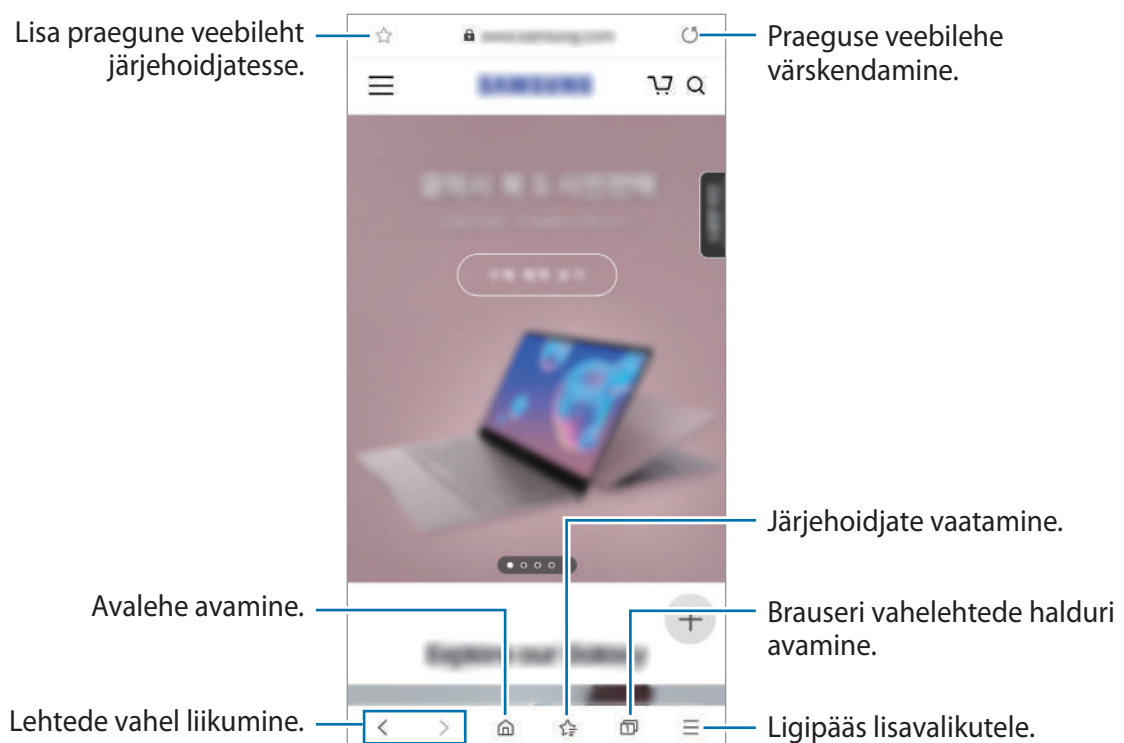 Lisa praegune veebileht
järjehoidjatesse.
Praeguse veebilehe
värskendamine.
Järjehoidjate vaatamine.
Avalehe avamine.
Brauseri vahelehtede halduri
avamine.
Lehtede vahel liikumine.
Ligipääs lisavalikutele.